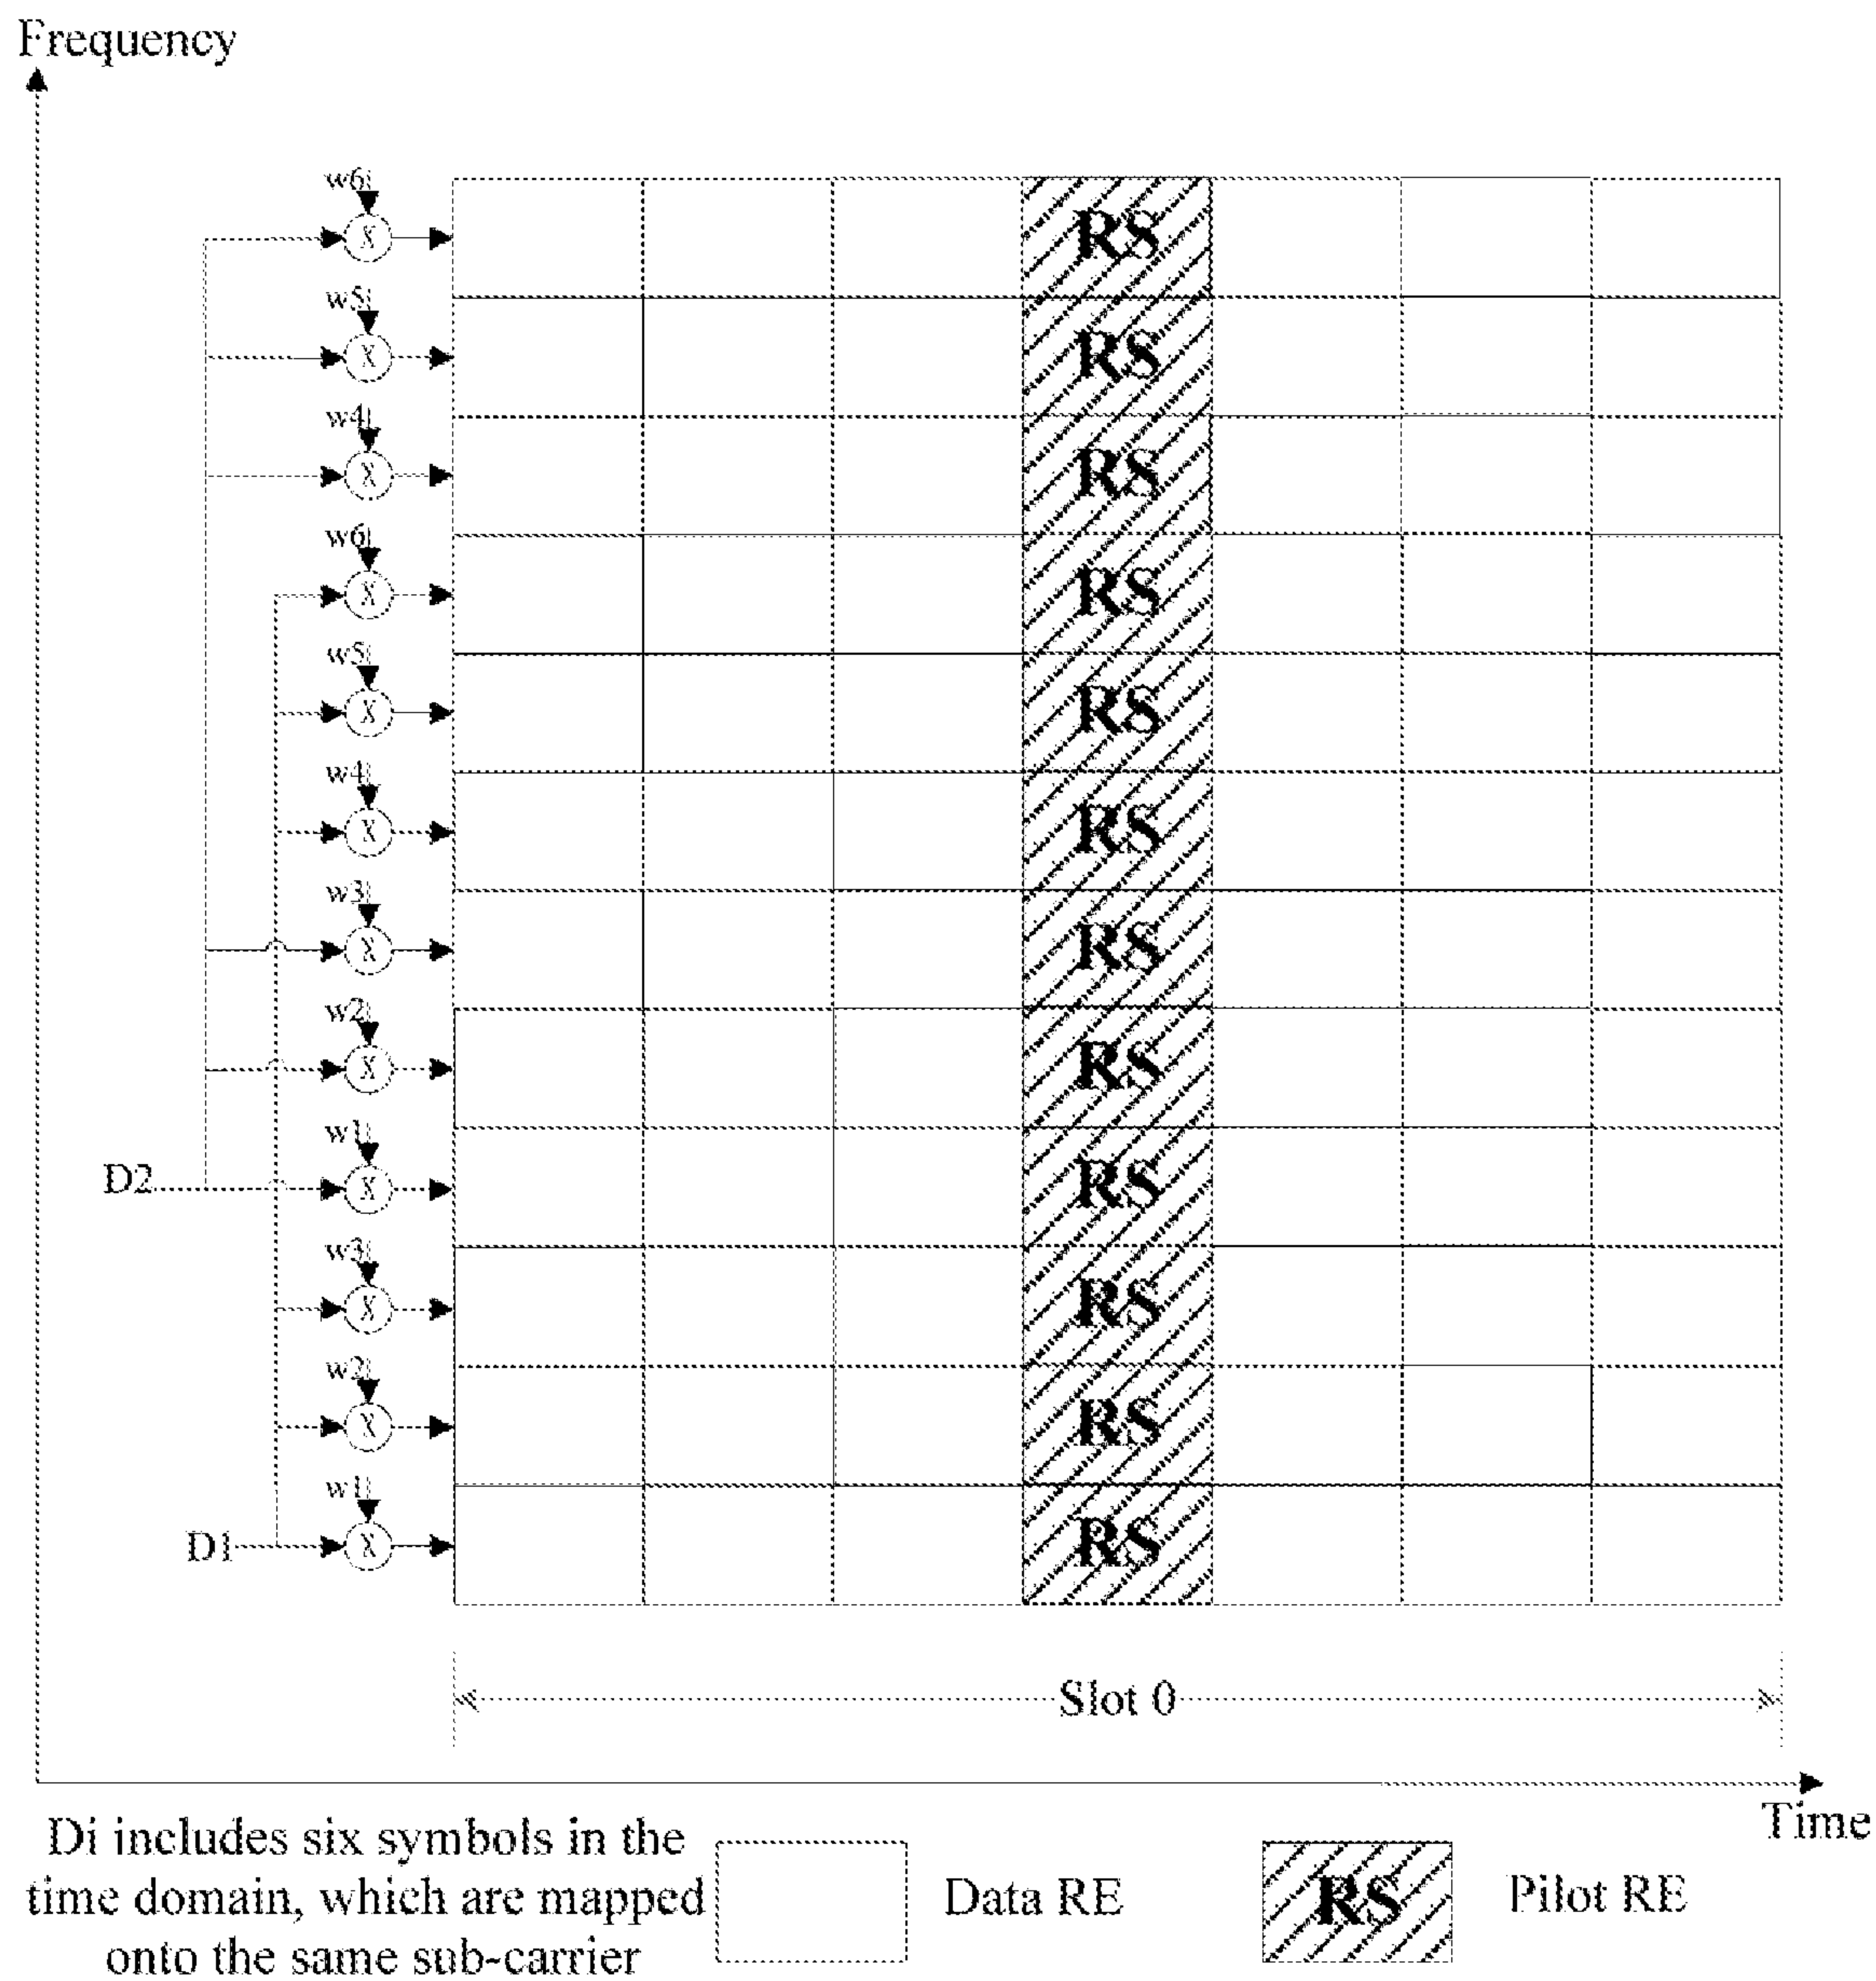 Frequency
w6
X
RS
w5
X
RS
w4
X
RS
w6
X
RS
w5
X
RS
w4
X
RS
w3
X
RS
w2
X
RS
w1
D2
X
RS
w3
X
RS
w2
X
RS
w1
D1
X
RS
Slot 0
Time
Di includes six symbols in the
time domain, which are mapped
onto the same sub-carrier
Data RE
RS
Pilot RE